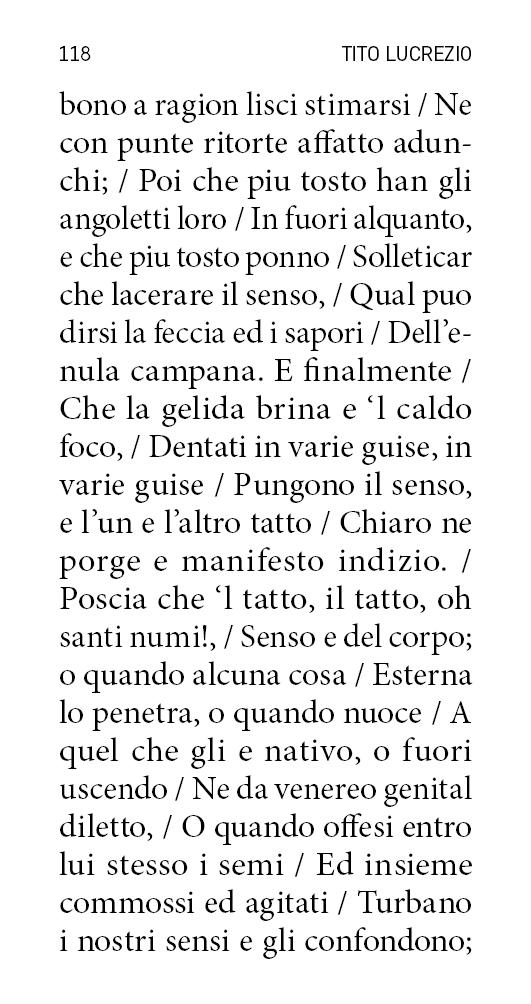 118 TITO LUCREZIO
bono a ragion lisci stimarsi / Ne
con punte ritorte affatto adun-
chi; / Poi che piu tosto han gli
angoletti loro / In fuori alquanto,
e che piu tosto ponno / Solleticar
che lacerare il senso, / Qual puo
dirsi la feccia ed i sapori / Dell’e-
nula campana. E finalmente /
Che la gelida brina e ‘l caldo
foco, / Dentati in varie guise, in
varie guise / Pungono il senso,
e l’un e l’altro tatto / Chiaro ne
porge e manifesto indizio. /
Poscia che ‘l tatto, il tatto, oh
santi numi!, / Senso e del corpo;
o quando alcuna cosa / Esterna
lo penetra, o quando nuoce / A
quel che gli e nativo, o fuori
uscendo / Ne da venereo genital
diletto, / O quando offesi entro
lui stesso i semi / Ed insieme
commossi ed agitati / Turbano
i nostri sensi e gli confondono;